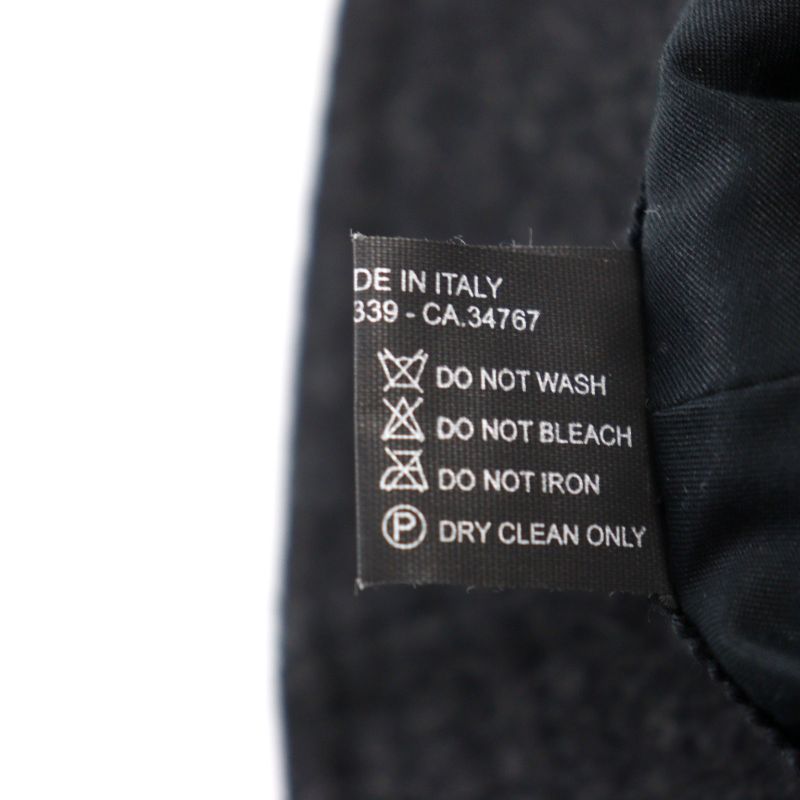 DE IN ITALY
339 - CA.34767
DO NOT WASH
DO NOT BLEACH
DO NOT IRON
P DRY CLEAN ONLY